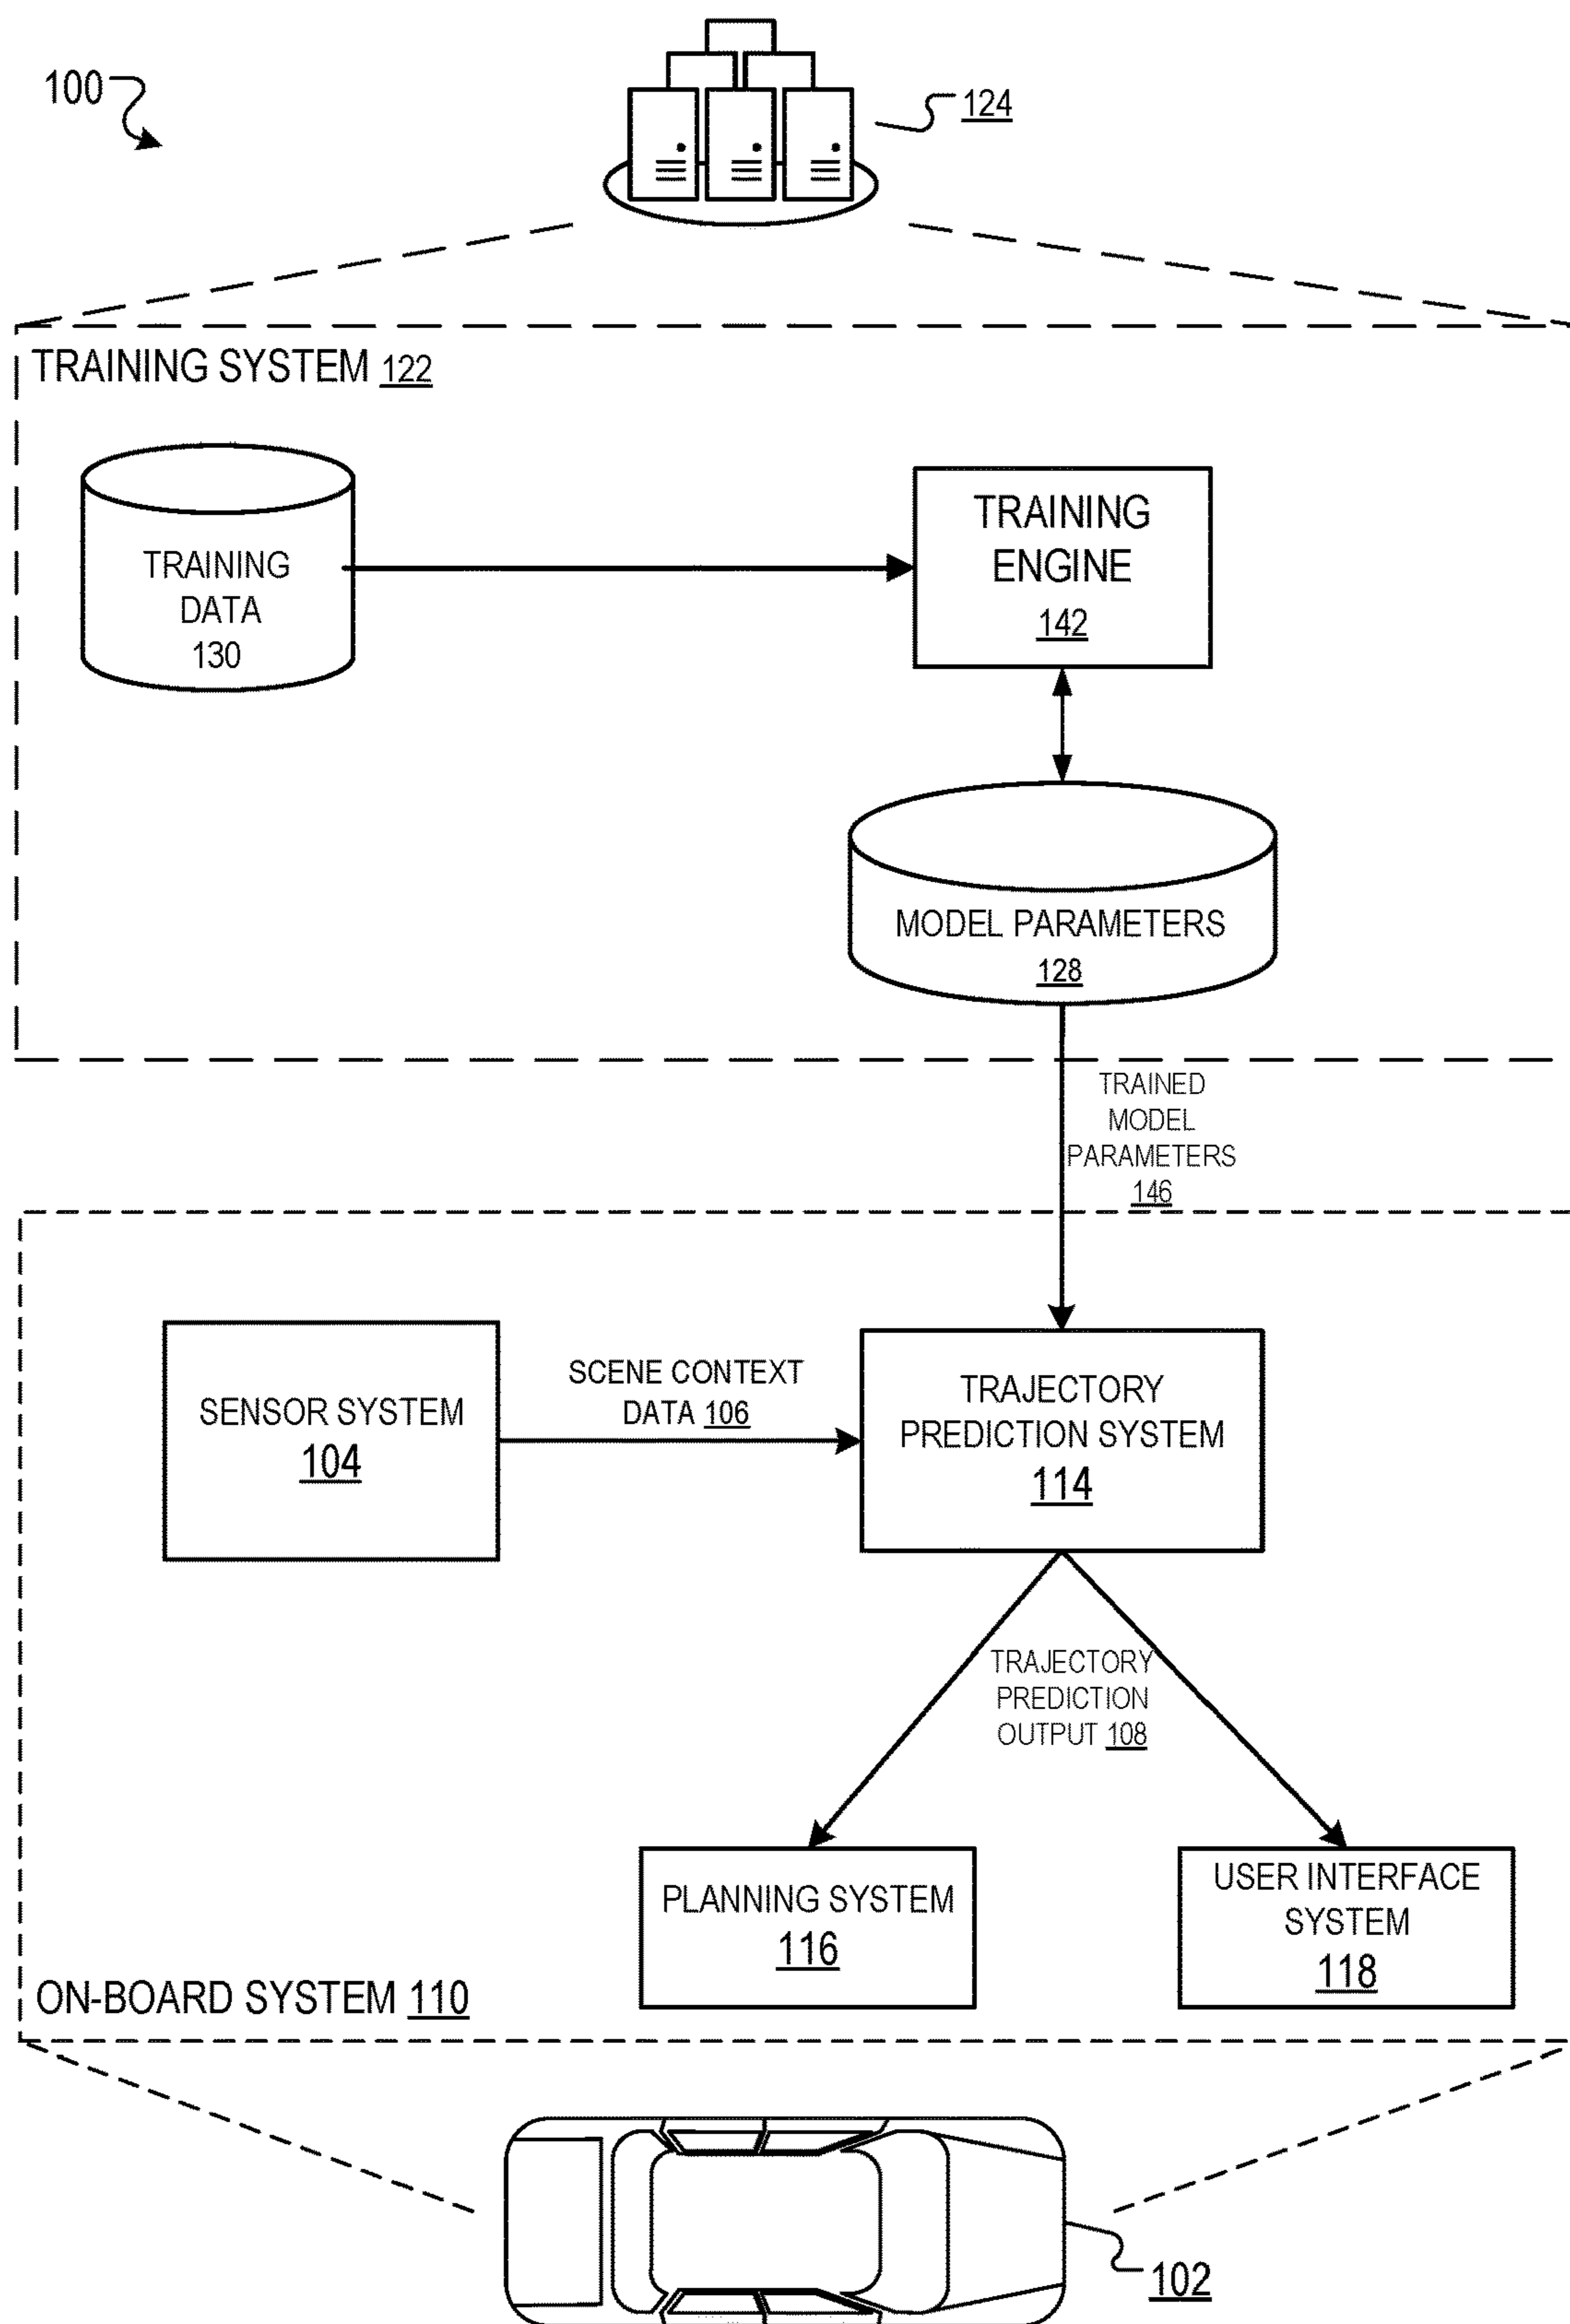 100
124
TRAINING SYSTEM 122
TRAINING
DATA
130
TRAINING
ENGINE
142
MODEL PARAMETERS
128
TRAINED
MODEL
PARAMETERS
146
SENSOR SYSTEM
104
SCENE CONTEXT
DATA 106
TRAJECTORY
PREDICTION SYSTEM
114
TRAJECTORY
PREDICTION
OUTPUT 108
PLANNING SYSTEM
116
USER INTERFACE
SYSTEM
118
ON-BOARD SYSTEM 110
102